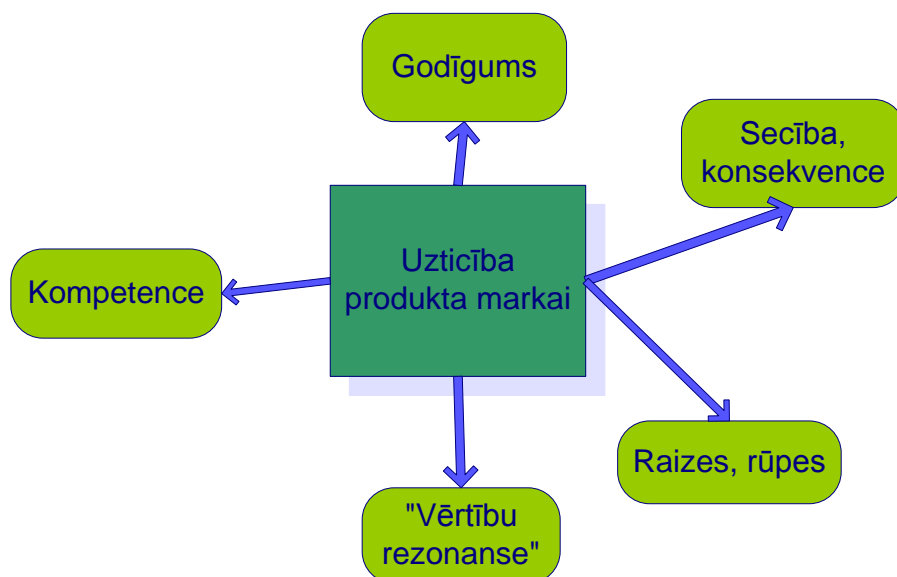 Godīgums
Secība,
konsekvence
Uzticība
produkta markai
Kompetence
Raizes, rūpes
"Vērtību
rezonanse"